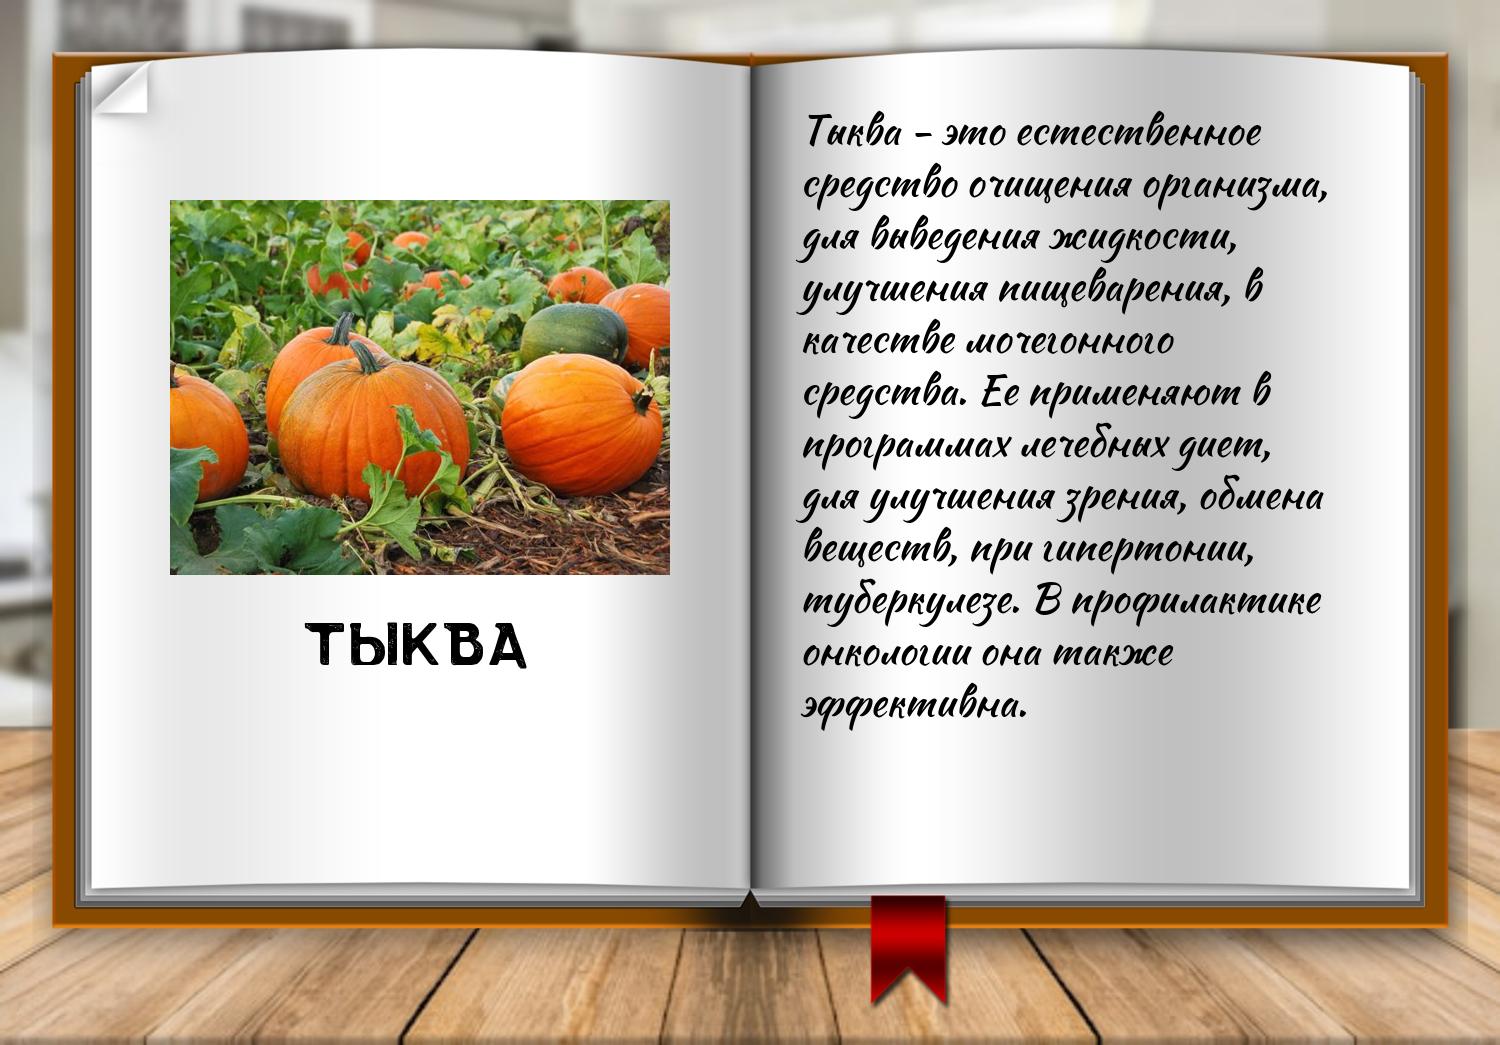 ТЫКВА
Тыква – это естественное
средство очищения организма,
для выведения жидкости,
улучшения пищеварения, в
качестве мочегонного
средства. Ее применяют в
программах лечебных диет,
для улучшения зрения, обмена
веществ, при гипертонии,
туберкулезе. В профилактике
онкологии она также
эффективна.